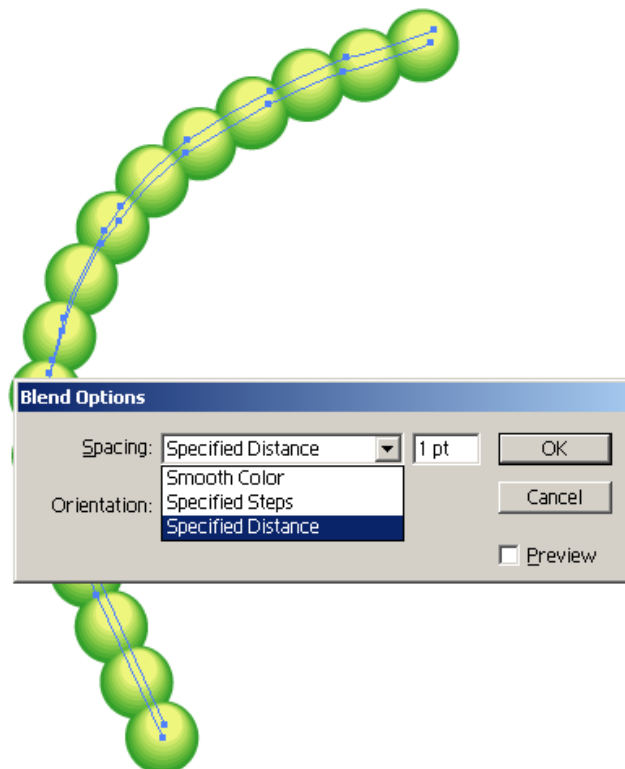 Blend Options
Spacing: Specified Distance 1 pt OK
Smooth Color
Specified Steps
Specified Distance
Orientation:
Cancel
Preview